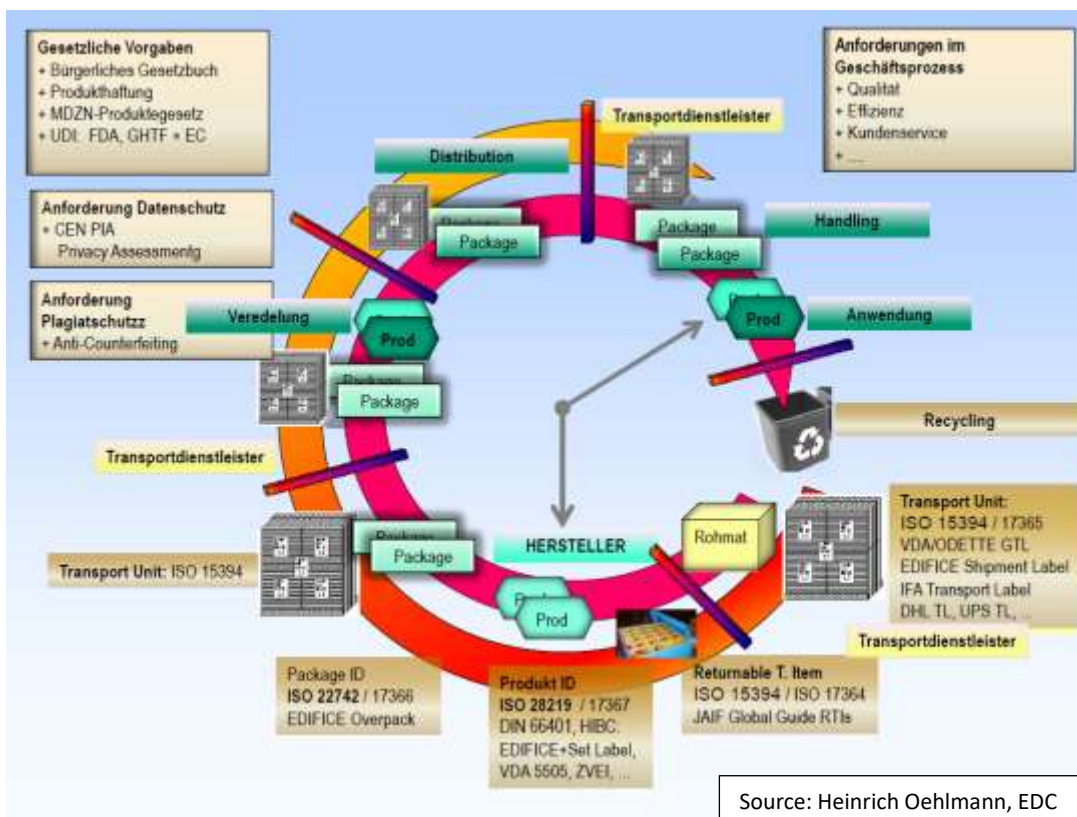 Gesetzliche Vorgaben
+ Bürgerliches Gesetzbuch
+ Produkthaftung
+ MDZN-Produktegesetz
+ UDI: FDA, GHTF + EC
Anforderungen im
Geschäftsprozess
+ Qualität
+ Effizienz
+ Kundenservice
+ ....
Transportdienstleister
Distribution
Anforderung Datenschutz
+ CEN PIA
Privacy Assessmentg
Package
Package
Package
Package
Handling
Anforderung
Plagiatschutzz
+ Anti-Counterfeiting
Veredelung
Prod
Prod
Anwendung
Package
Package
Recycling
Transportdienstleister
Transport Unit:
ISO 15394 / 17365
VDA/ODETTE GTL
EDIFICE Shipment Label
IFA Transport Label
DHL TL, UPS TL, ...
Package
Package
HERSTELLER
Rohmat
Transport Unit: ISO 15394
Prod
Transportdienstleister
Package ID
ISO 22742 / 17366
EDIFICE Overpack
Produkt ID
ISO 28219 / 17367
DIN 66401, HIBC.
EDIFICE+Set Label,
VDA 5505, ZVEI, ...
Returnable T. Item
ISO 15394 / ISO 17364
JAIF Global Guide RTIs
Source: Heinrich Oehlmann, EDC